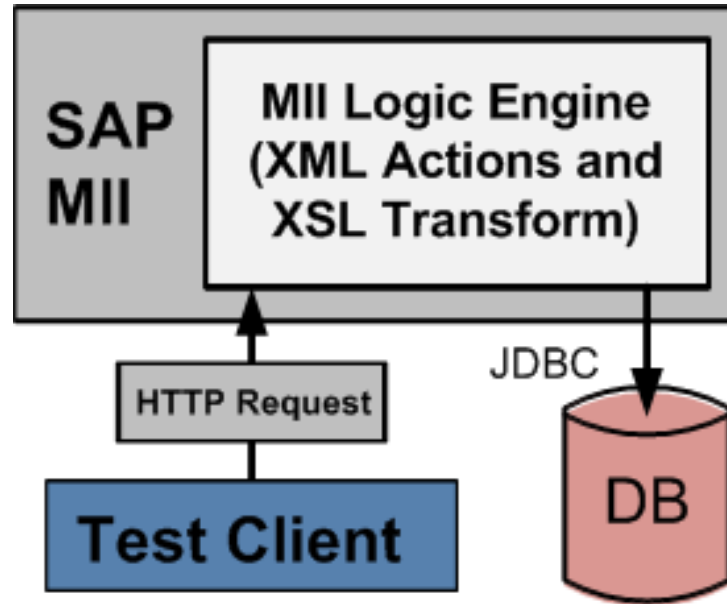 SAP
MII
MII Logic Engine
(XML Actions and
XSL Transform)
JDBC
HTTP Request
Test Client
DB